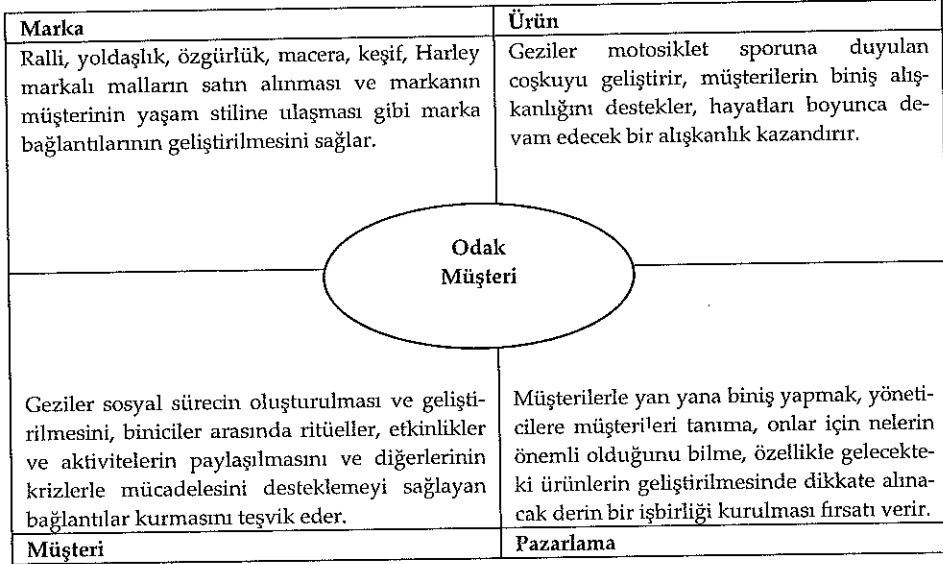 Marka
Ralli, yoldaşlık, özgürlük, macera, keşif, Harley
markalı malların satın alınması ve markanın
müşterinin yaşam stiline ulaşması gibi marka
bağlantılarının geliştirilmesini sağlar.
Ürün
Geziler motosiklet sporuna duyulan
coşkuyu geliştirir, müşterilerin biniş alış-
kanlığını destekler, hayatları boyunca de-
vam edecek bir alışkanlık kazandırır.
Odak
Müşteri
Geziler sosyal sürecin oluşturulması ve gelişti-
rilmesini, biniciler arasında ritüeller, etkinlikler
ve aktivitelerin paylaşılmasını ve diğerlerinin
krizlerle mücadelesini desteklemeyi sağlayan
bağlantılar kurmasını teşvik eder.
Müşteri
Müşterilerle yan yana biniş yapmak, yöneti-
cilere müşterileri tanıma, onlar için nelerin
önemli olduğunu bilme, özellikle gelecekte-
ki ürünlerin geliştirilmesinde dikkate alına-
cak derin bir işbirliği kurulması fırsatı verir.
Pazarlama